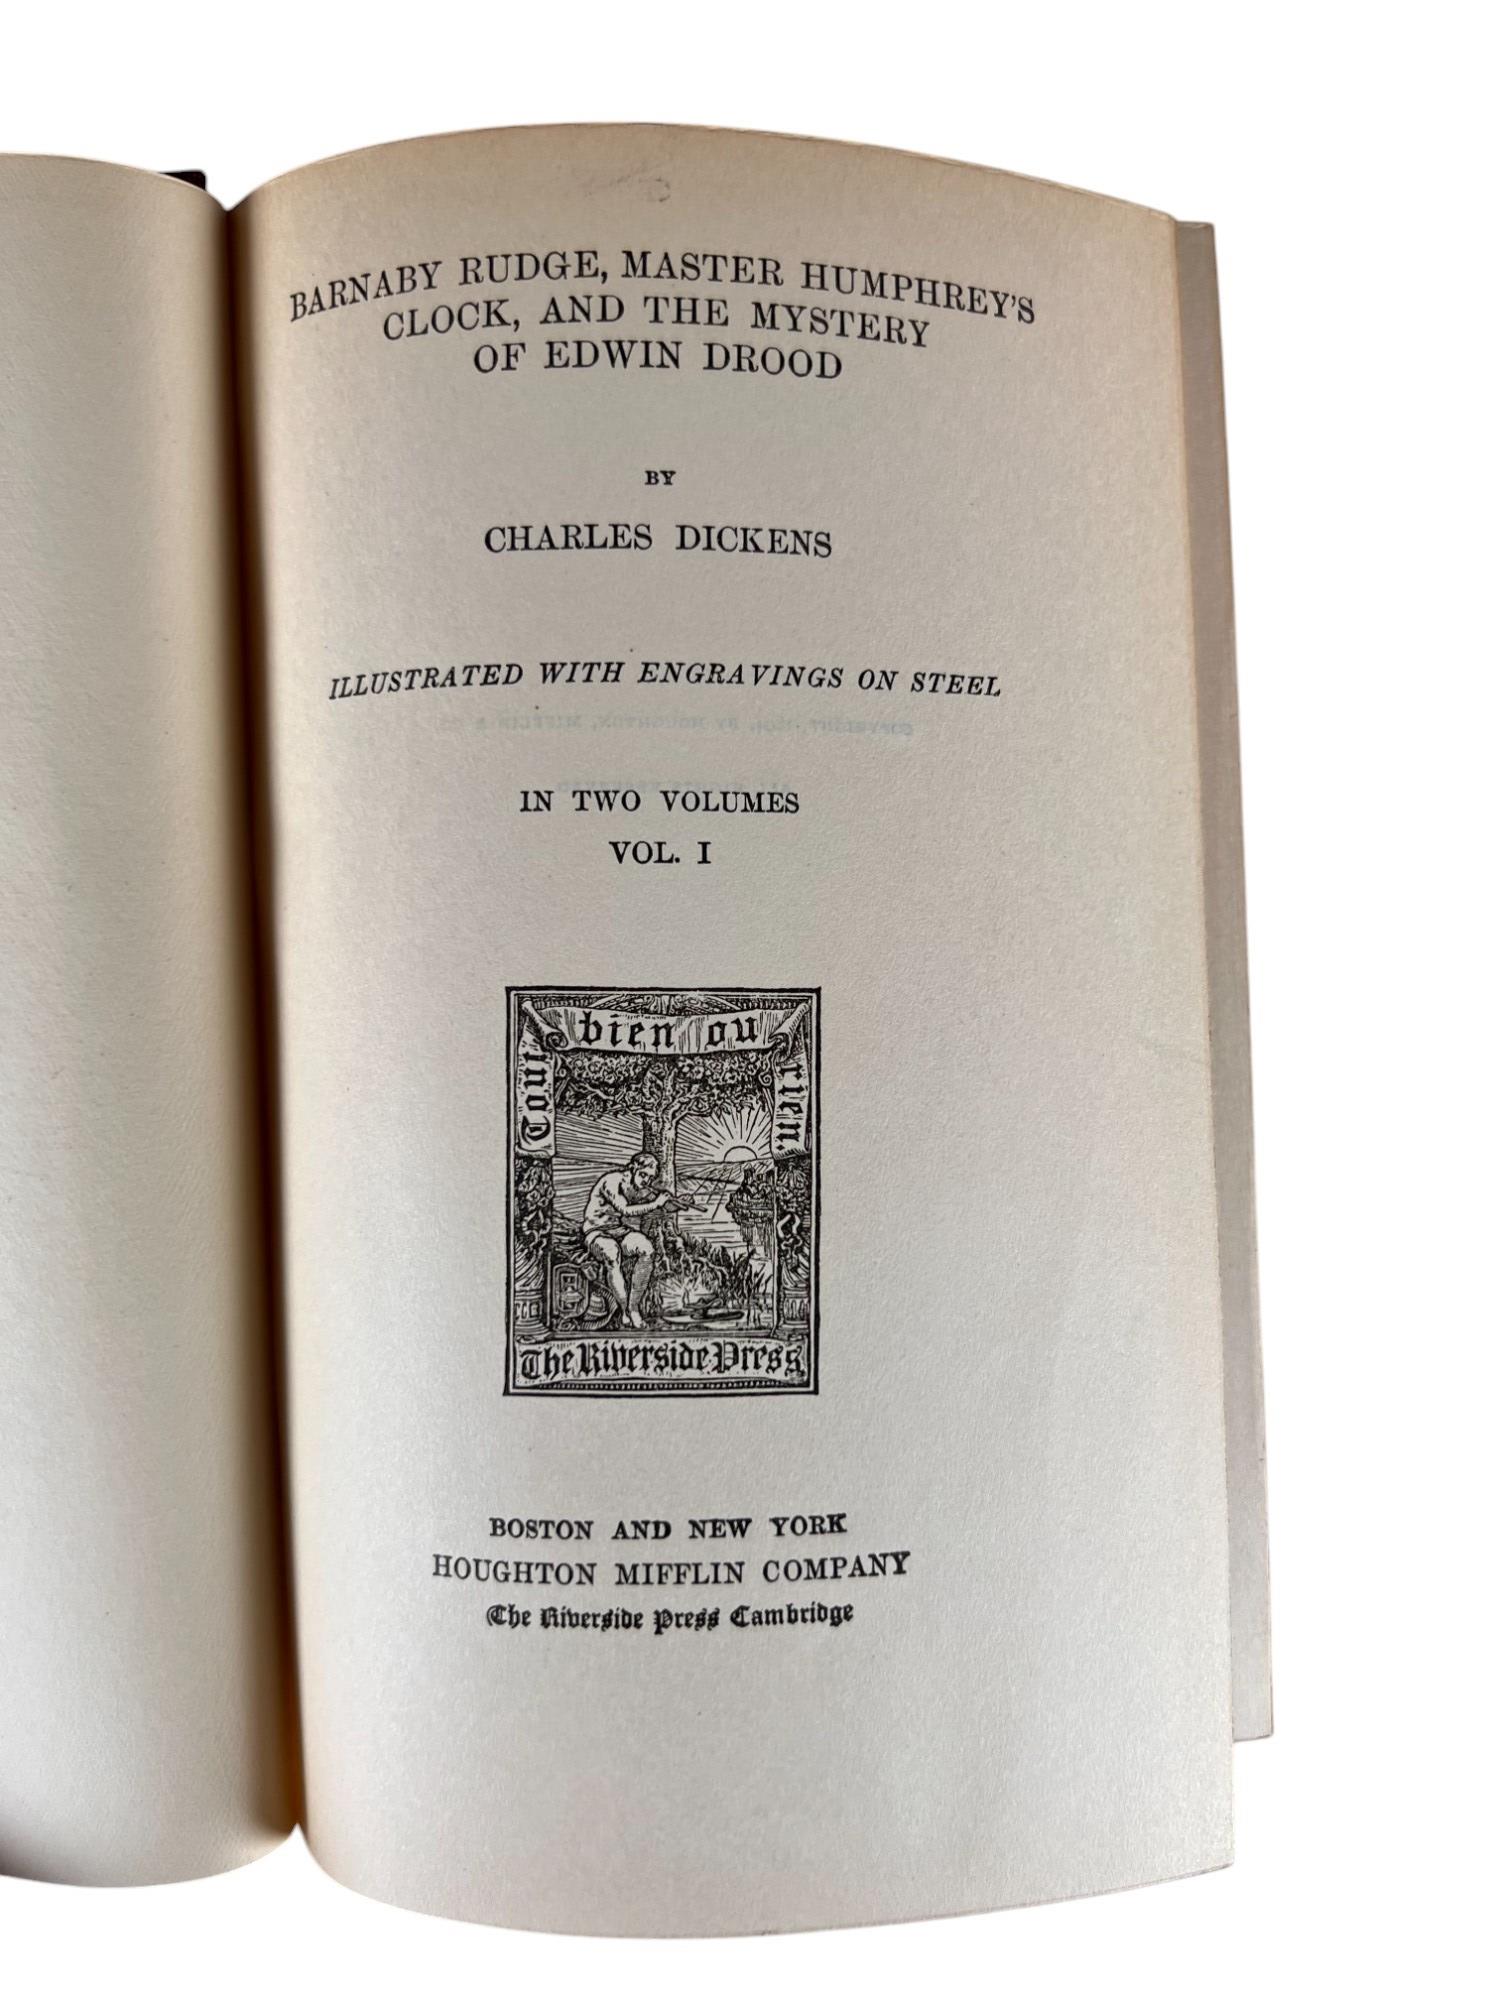 BARNABY RUDGE, MASTER HUMPHREY'S
CLOCK, AND THE MYSTERY
OF EDWIN DROOD
BY
CHARLES DICKENS
ILLUSTRATED WITH ENGRAVINGS ON STEEL
IN TWO VOLUMES
VOL. I
Tout bien ou rien.
The Riverside Press
BOSTON AND NEW YORK
HOUGHTON MIFFLIN COMPANY
The Riverside Press Cambridge